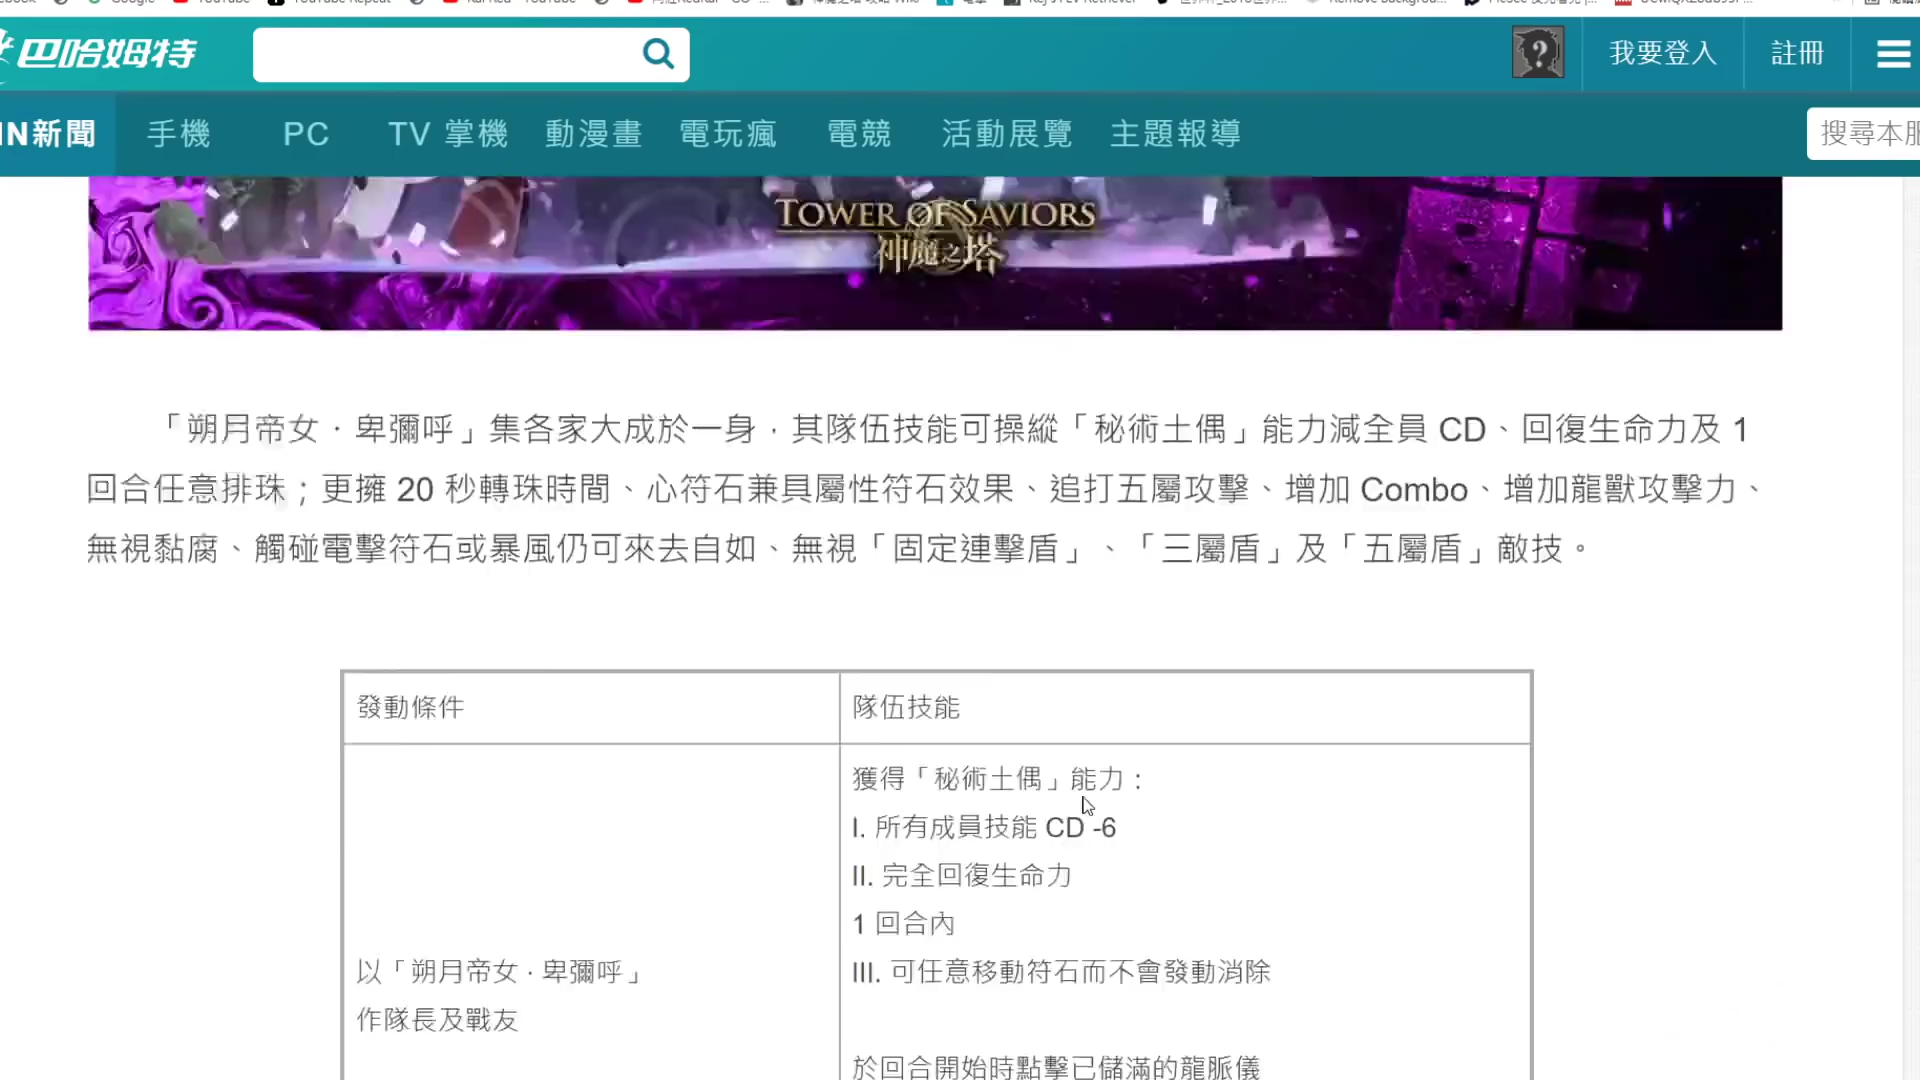 Google
YouTube
YouTube Repeat
巴哈姆特
我要登入
註冊
新聞
手機
PC
TV 掌機
動漫畫
電玩瘋
電競
活動展覽
主題報導
搜尋本服
TOWER OF SAVIORS
神魔之塔
「朔月帝女．卑彌呼」集各家大成於一身，其隊伍技能可操縱「秘術土偶」能力減全員 CD、回復生命力及 1
回合任意排珠；更擁 20 秒轉珠時間、心符石兼具屬性符石效果、追打五屬攻擊、增加 Combo、增加龍獸攻擊力、
無視黏腐、觸碰電擊符石或暴風仍可來去自如、無視「固定連擊盾」、「三屬盾」及「五屬盾」敵技。
發動條件
隊伍技能
以「朔月帝女．卑彌呼」
作隊長及戰友
獲得「秘術土偶」能力：
I. 所有成員技能 CD -6
II. 完全回復生命力
1 回合內
III. 可任意移動符石而不會發動消除
於回合開始時點擊已儲滿的龍脈儀